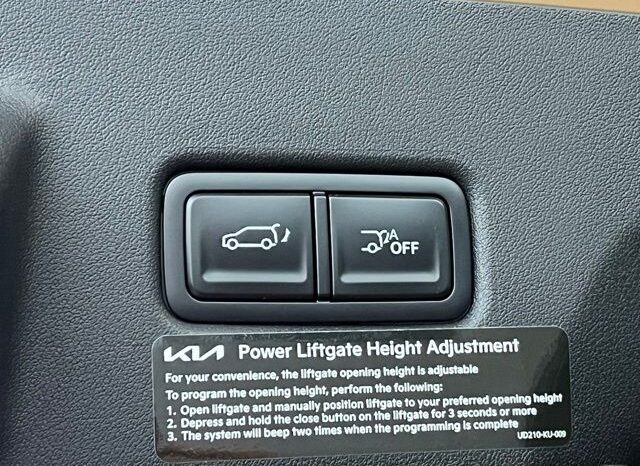 A
OFF
KIA Power Liftgate Height Adjustment
For your convenience, the liftgate opening height is adjustable
To program the opening height, perform the following:
1. Open liftgate and manually position liftgate to your preferred opening height
2. Depress and hold the close button on the liftgate for 3 seconds or more
3. The system will beep two times when the programming is complete
UD210-KU-009